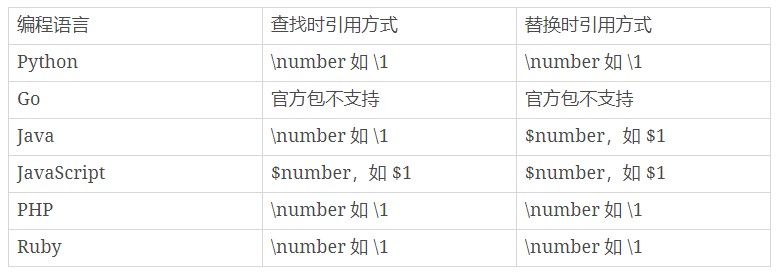 编程语言 查找时引用方式 替换时引用方式
Python \number 如 \1 \number 如 \1
Go 官方包不支持 官方包不支持
Java \number 如 \1 $number，如 $1
JavaScript $number，如 $1 $number，如 $1
PHP \number 如 \1 \number 如 \1
Ruby \number 如 \1 \number 如 \1